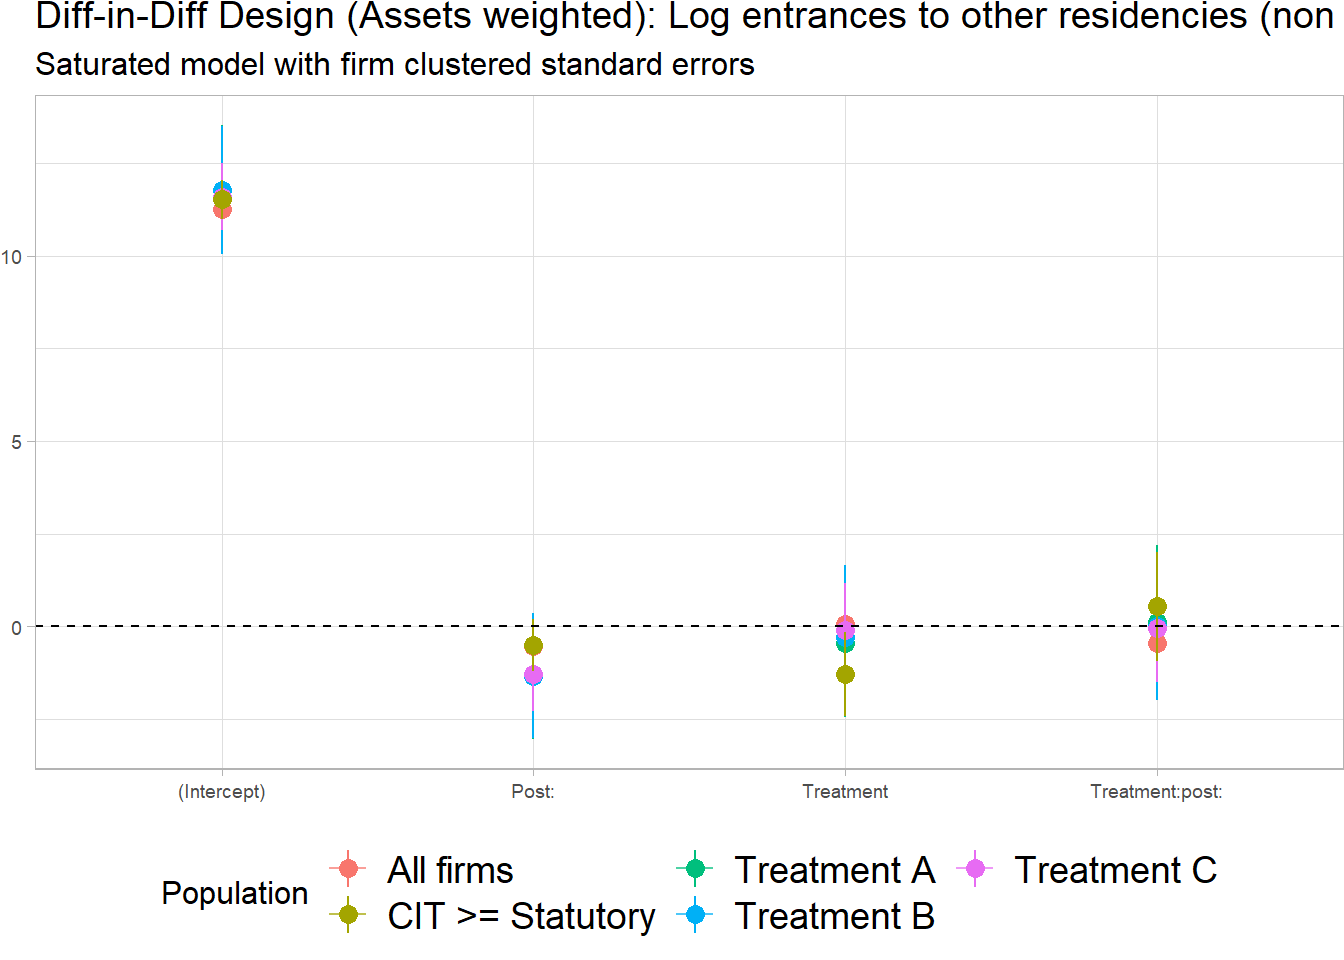 Diff-in-Diff Design (Assets weighted): Log entrances to other residencies (non
Saturated model with firm clustered standard errors
10
5
0
(Intercept)
Post:
Treatment
Treatment:post:
Population
All firms
CIT >= Statutory
Treatment A
Treatment B
Treatment C